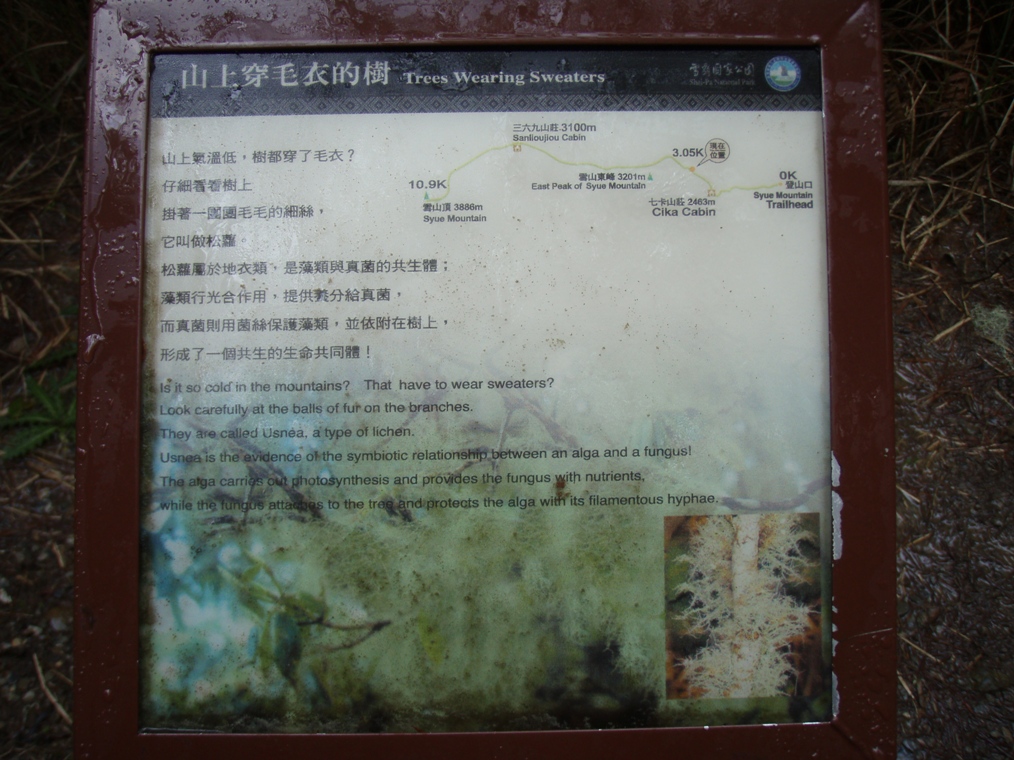 山上穿毛衣的樹 Trees Wearing Sweaters
雪霸國家公園
Shei-Pa National Park
三六九山莊 3100m
Sanlioujiou Cabin
3.05K
現在
位置
0K
登山口
Syue Mountain
Trailhead
雪山東峰 3201m
East Peak of Syue Mountain
10.9K
雪山頂 3886m
Syue Mountain
七卡山莊 2463m
Cika Cabin
山上氣溫低，樹都穿了毛衣？
仔細看看樹上
掛著一團團毛毛的細絲，
它叫做松蘿。
松蘿屬於地衣類，是藻類與真菌的共生體；
藻類行光合作用，提供養分給真菌，
而真菌則用菌絲保護藻類，並依附在樹上，
形成了一個共生的生命共同體！
Is it so cold in the mountains? That have to wear sweaters?
Look carefully at the balls of fur on the branches.
They are called Usnea, a type of lichen.
Usnea is the evidence of the symbiotic relationship between an alga and a fungus!
The alga carries out photosynthesis and provides the fungus with nutrients,
while the fungus attaches to the tree and protects the alga with its filamentous hyphae.